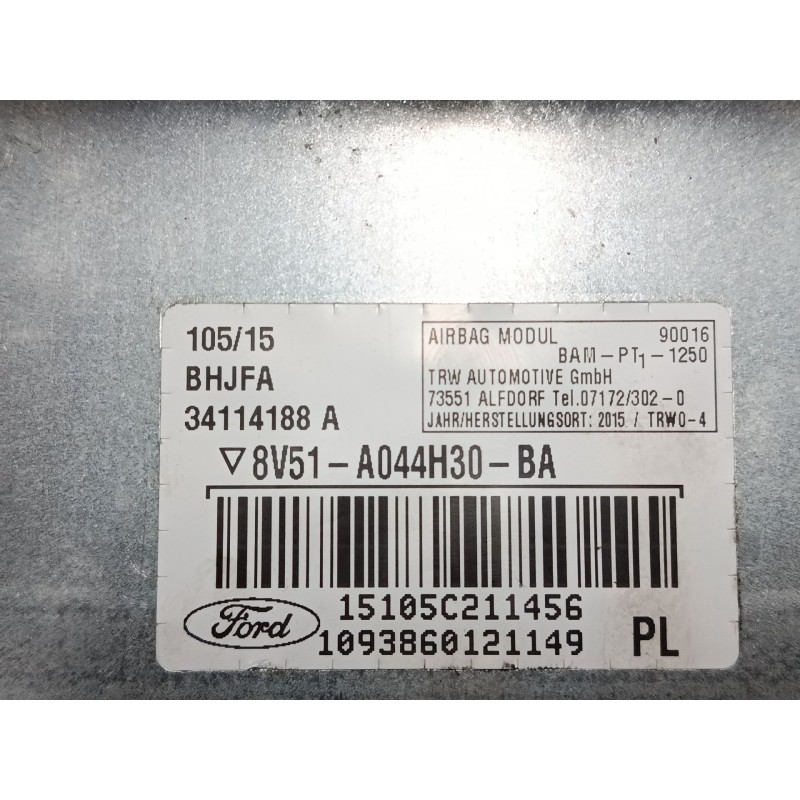 105/15
BHJFA
34114188 A
AIRBAG MODUL 90016
BAM-PT1-1250
TRW AUTOMOTIVE GmbH
73551 ALFDORF Tel.07172/302-0
JAHR/HERSTELLUNGSORT: 2015 / TRWO-4
▽8V51-A044H30-BA
15105C211456
Ford
1093860121149 PL